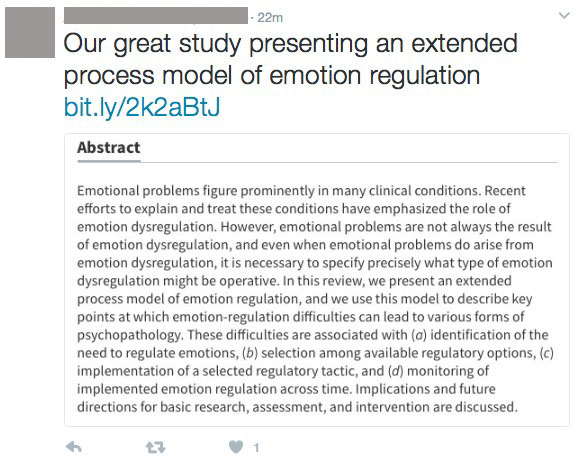 · 22m
Our great study presenting an extended
process model of emotion regulation
bit.ly/2k2aBtJ
Abstract
Emotional problems figure prominently in many clinical conditions. Recent
efforts to explain and treat these conditions have emphasized the role of
emotion dysregulation. However, emotional problems are not always the result
of emotion dysregulation, and even when emotional problems do arise from
emotion dysregulation, it is necessary to specify precisely what type of emotion
dysregulation might be operative. In this review, we present an extended
process model of emotion regulation, and we use this model to describe key
points at which emotion-regulation difficulties can lead to various forms of
psychopathology. These difficulties are associated with (a) identification of the
need to regulate emotions, (b) selection among available regulatory options, (c)
implementation of a selected regulatory tactic, and (d) monitoring of
implemented emotion regulation across time. Implications and future
directions for basic research, assessment, and intervention are discussed.
1